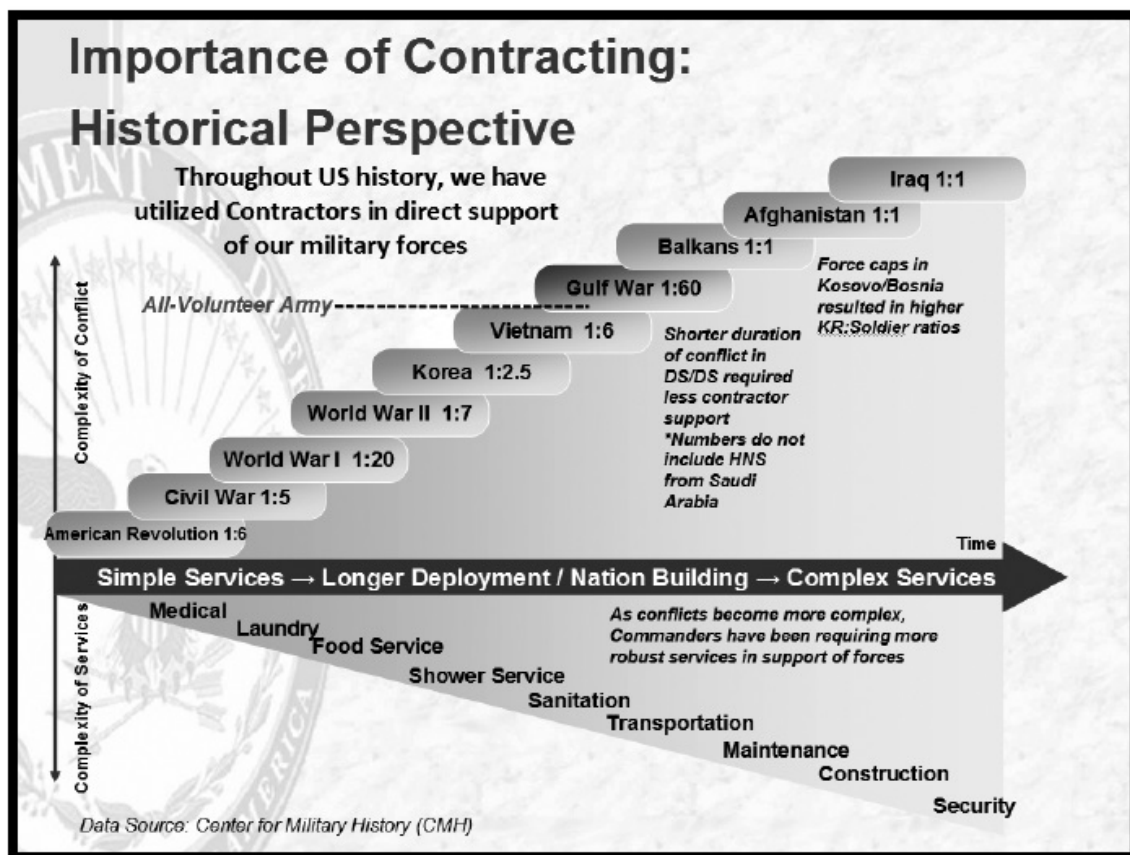 Importance of Contracting:
Historical Perspective
Throughout US history, we have
utilized Contractors in direct support
of our military forces
Iraq 1:1
Afghanistan 1:1
Balkans 1:1
Gulf War 1:60
All-Volunteer Army
Vietnam 1:6
Korea 1:2.5
World War II 1:7
World War I 1:20
Civil War 1:5
American Revolution 1:6
Force caps in
Kosovo/Bosnia
resulted in higher
KR:Soldier ratios
Shorter duration
of conflict in
DS/DS required
less contractor
support
*Numbers do not
include HNS
from Saudi
Arabia
Complexity of Conflict
Time
Simple Services → Longer Deployment / Nation Building → Complex Services
Complexity of Services
Medical
Laundry
Food Service
Shower Service
Sanitation
Transportation
Maintenance
Construction
Security
As conflicts become more complex,
Commanders have been requiring more
robust services in support of forces
Data Source: Center for Military History (CMH)